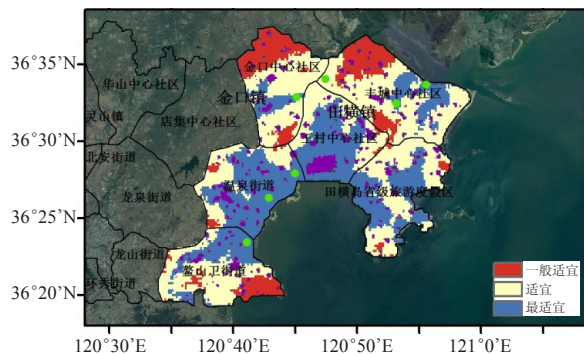 36°35′N
36°30′N
36°25′N
36°20′N
金口中心社区
华山中心社区
金口镇
丰城中心社区
灵山镇
店集中心社区
田横镇
王村中心社区
北安街道
温泉街道
龙泉街道
田横岛省级旅游度假区
龙山街道
鳌山卫街道
环秀街道
一般适宜
适宜
最适宜
120°30′E
120°40′E
120°50′E
121°0′E